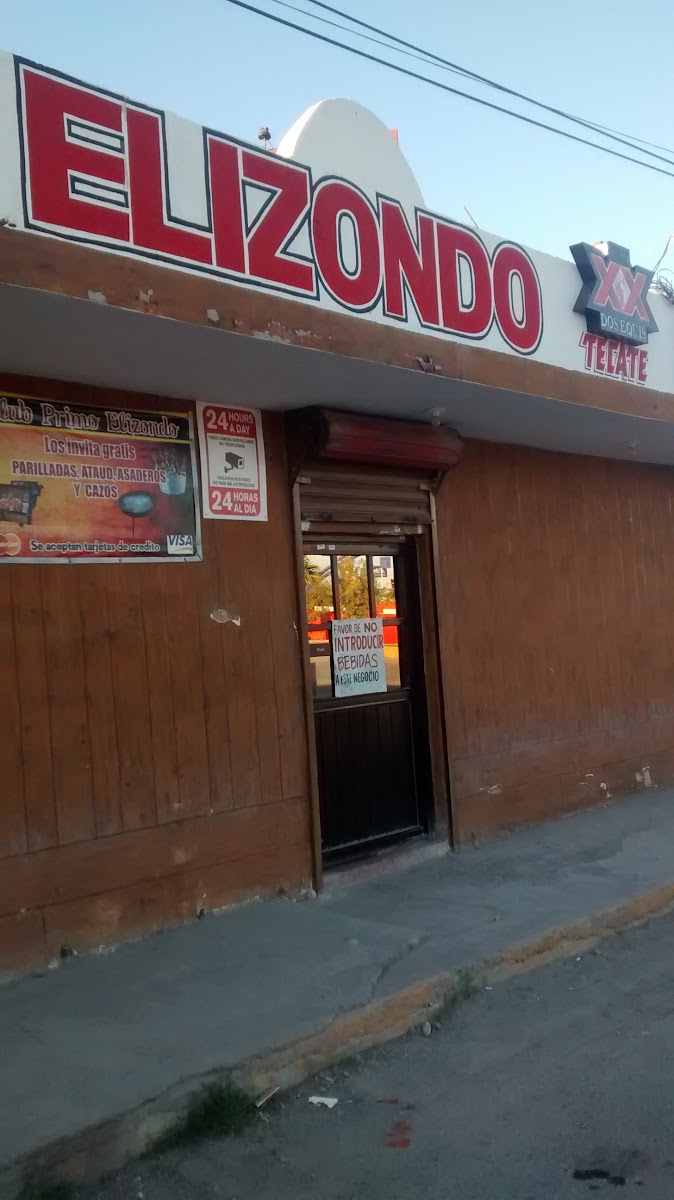 ELIZONDO
XX
DOS EQUIS
TECATE
Club Primo Elizondo
Los invita gratis
PARILLADAS, ATAUD, ASADEROS
Y CAZOS
Se aceptan tarjetas de credito
VISA
24 HOURS
A DAY
24 HORAS
AL DIA
FAVOR DE NO
INTRODUCIR
BEBIDAS
A ESTE NEGOCIO